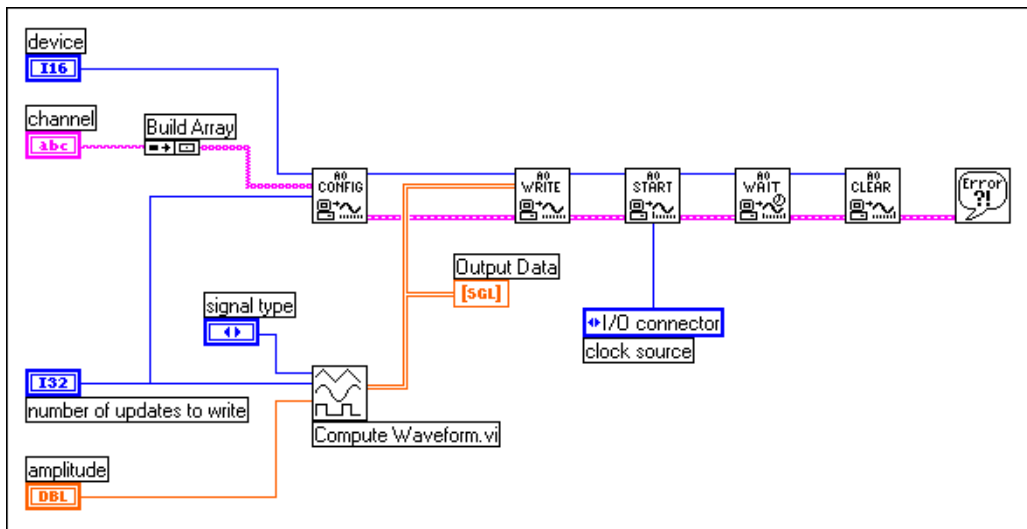 device
I16
channel
abc
Build Array
AO
CONFIG
AO
WRITE
AO
START
AO
WAIT
AO
CLEAR
Error
?!
Output Data
[SGL]
signal type
I/O connector
clock source
I32
number of updates to write
Compute Waveform.vi
amplitude
DBL